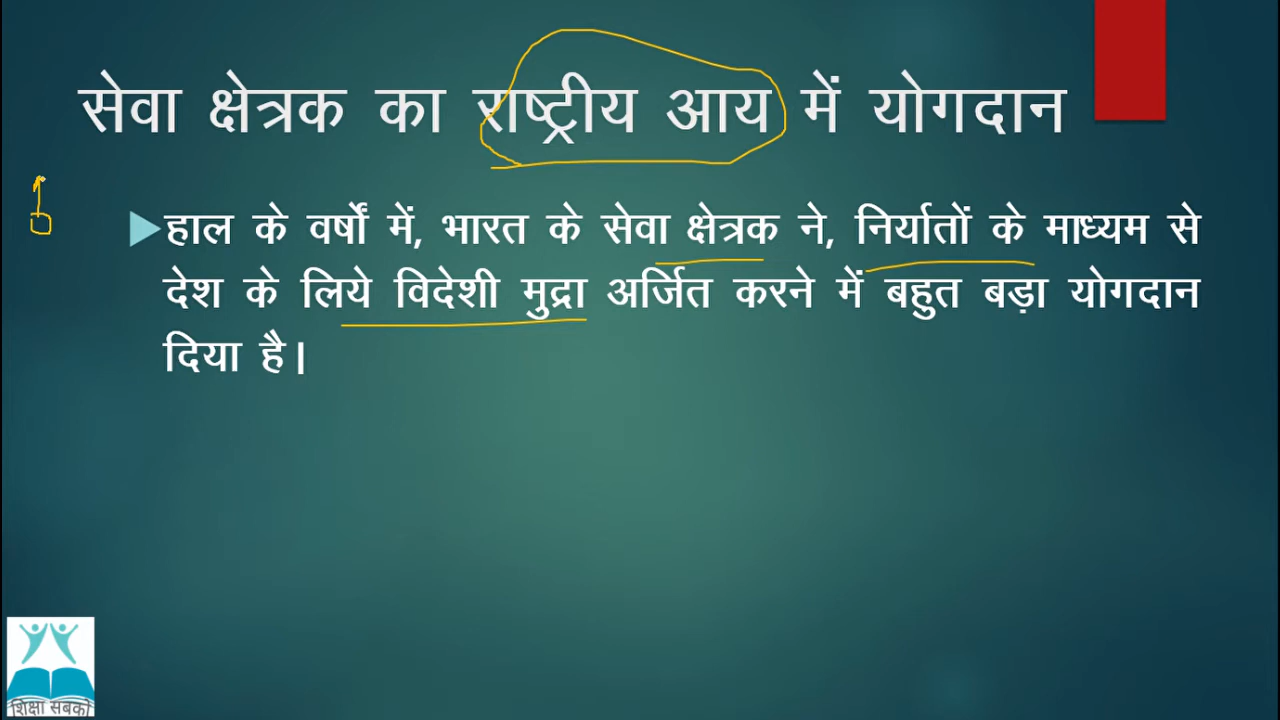 सेवा क्षेत्रक का राष्ट्रीय आय में योगदान
हाल के वर्षों में, भारत के सेवा क्षेत्रक ने, निर्यातों के माध्यम से
देश के लिये विदेशी मुद्रा अर्जित करने में बहुत बड़ा योगदान
दिया है।
शिक्षा सबको